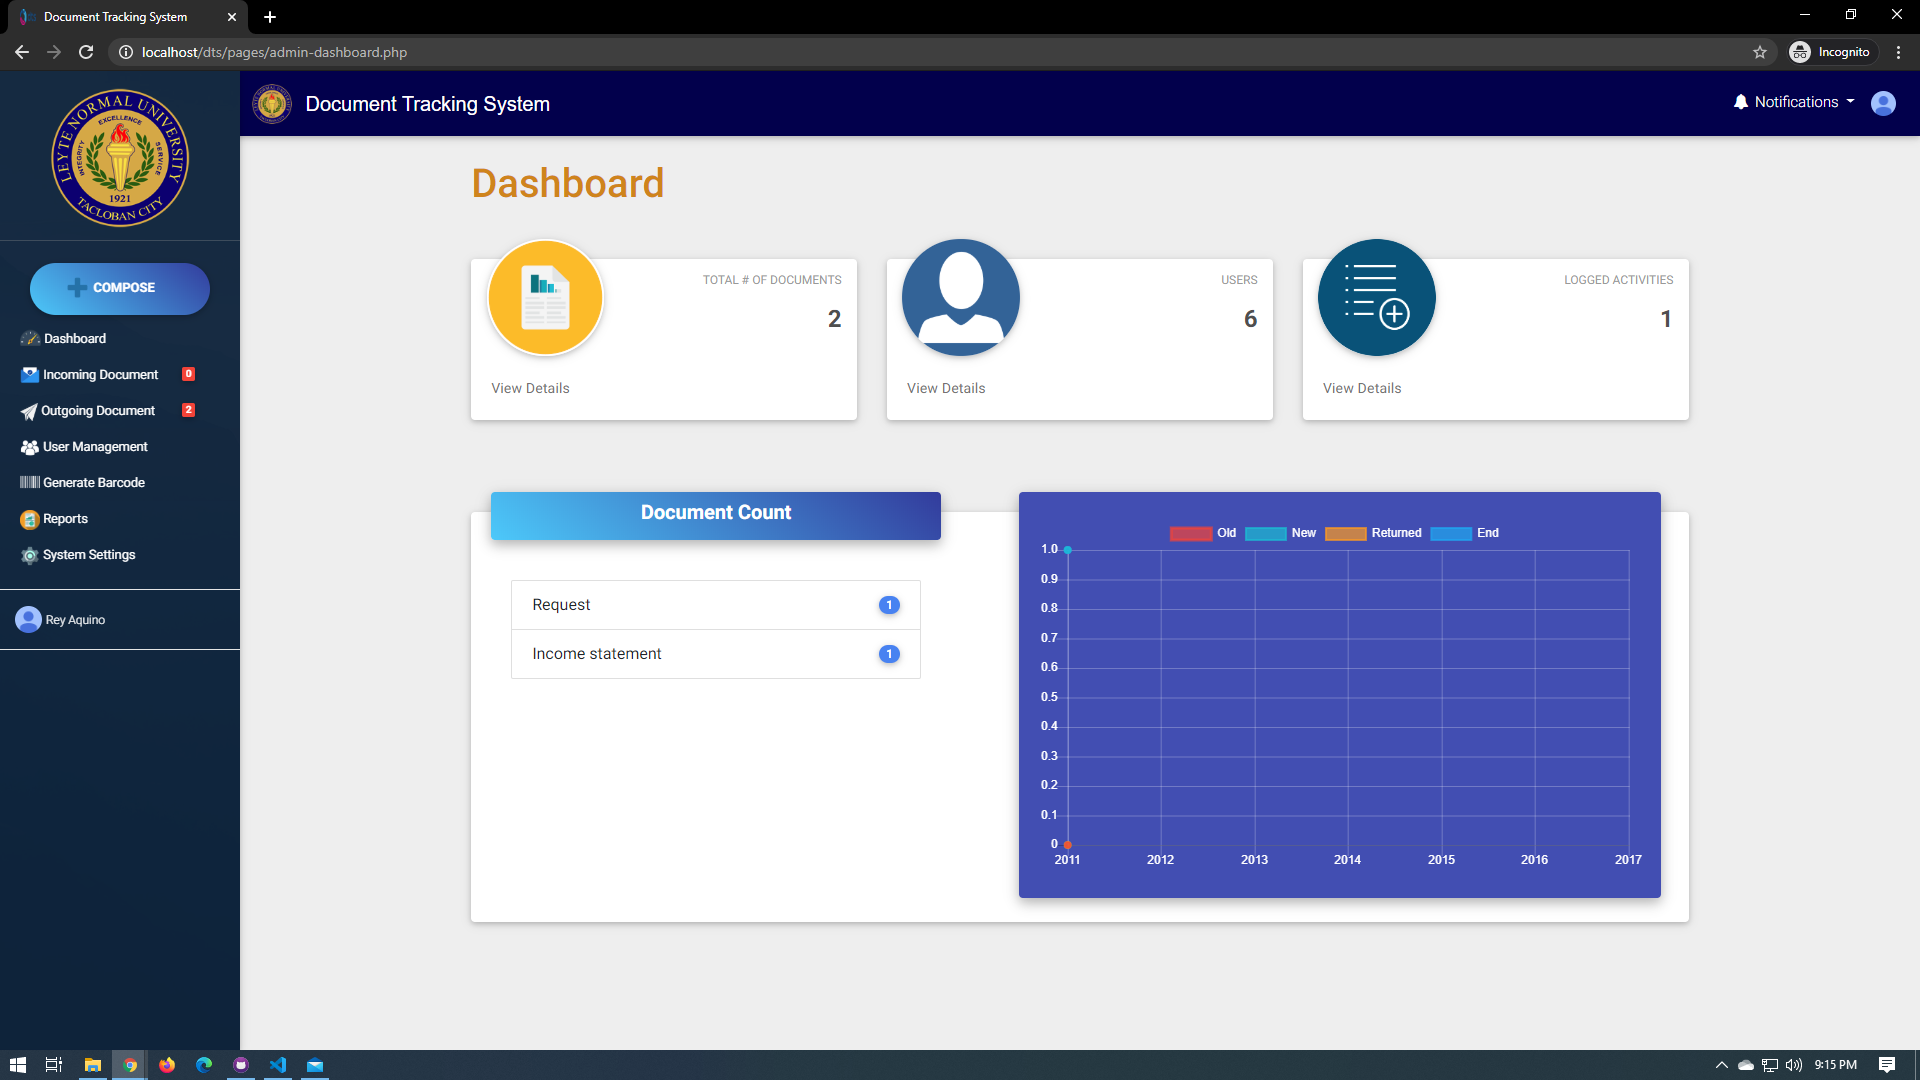 Document Tracking System
localhost/dts/pages/admin-dashboard.php
Incognito
LEYTE NORMAL UNIVERSITY
EXCELLENCE
INTEGRITY
SERVICE
1921
TACLOBAN CITY
Document Tracking System
Notifications
COMPOSE
Dashboard
Incoming Document 0
Outgoing Document 2
User Management
Generate Barcode
Reports
System Settings
Rey Aquino
Dashboard
TOTAL # OF DOCUMENTS
2
View Details
USERS
6
View Details
LOGGED ACTIVITIES
1
View Details
Document Count
Request 1
Income statement 1
Old New Returned End
1.0
0.9
0.8
0.7
0.6
0.5
0.4
0.3
0.2
0.1
0
2011 2012 2013 2014 2015 2016 2017
9:15 PM